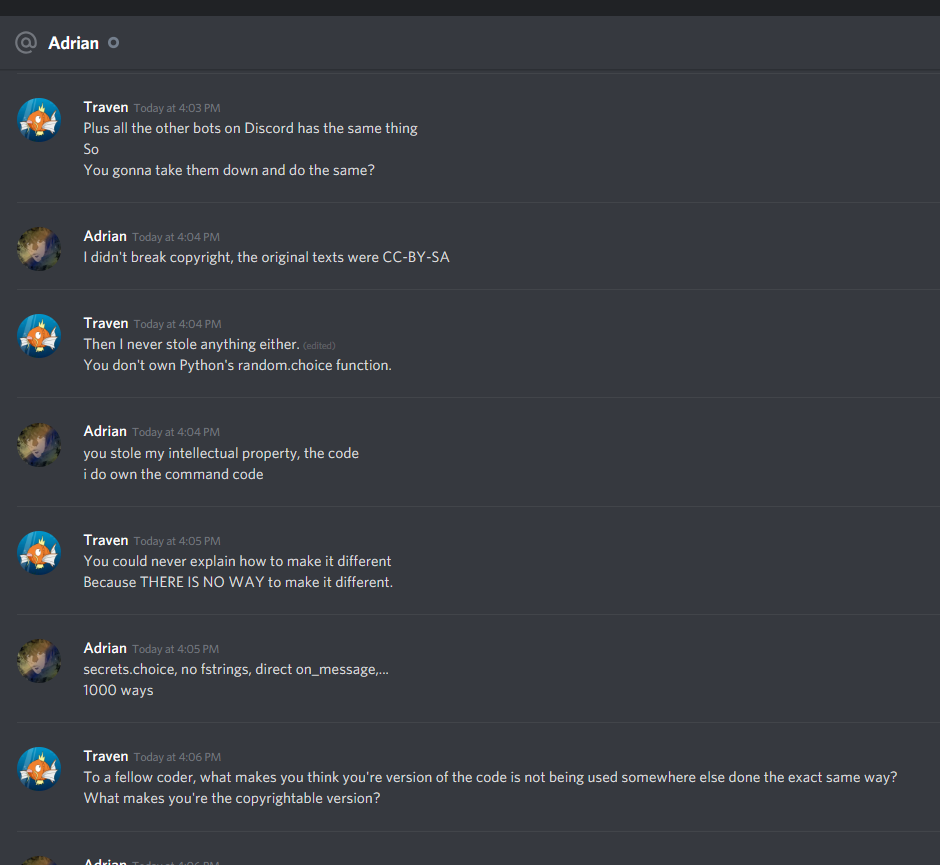 @ Adrian
Traven Today at 4:03 PM
Plus all the other bots on Discord has the same thing
So
You gonna take them down and do the same?
Adrian Today at 4:04 PM
I didn't break copyright, the original texts were CC-BY-SA
Traven Today at 4:04 PM
Then I never stole anything either. (edited)
You don't own Python's random.choice function.
Adrian Today at 4:04 PM
you stole my intellectual property, the code
i do own the command code
Traven Today at 4:05 PM
You could never explain how to make it different
Because THERE IS NO WAY to make it different.
Adrian Today at 4:05 PM
secrets.choice, no fstrings, direct on_message,...
1000 ways
Traven Today at 4:06 PM
To a fellow coder, what makes you think you're version of the code is not being used somewhere else done the exact same way?
What makes you're the copyrightable version?
Adrian Today at 4:06 PM